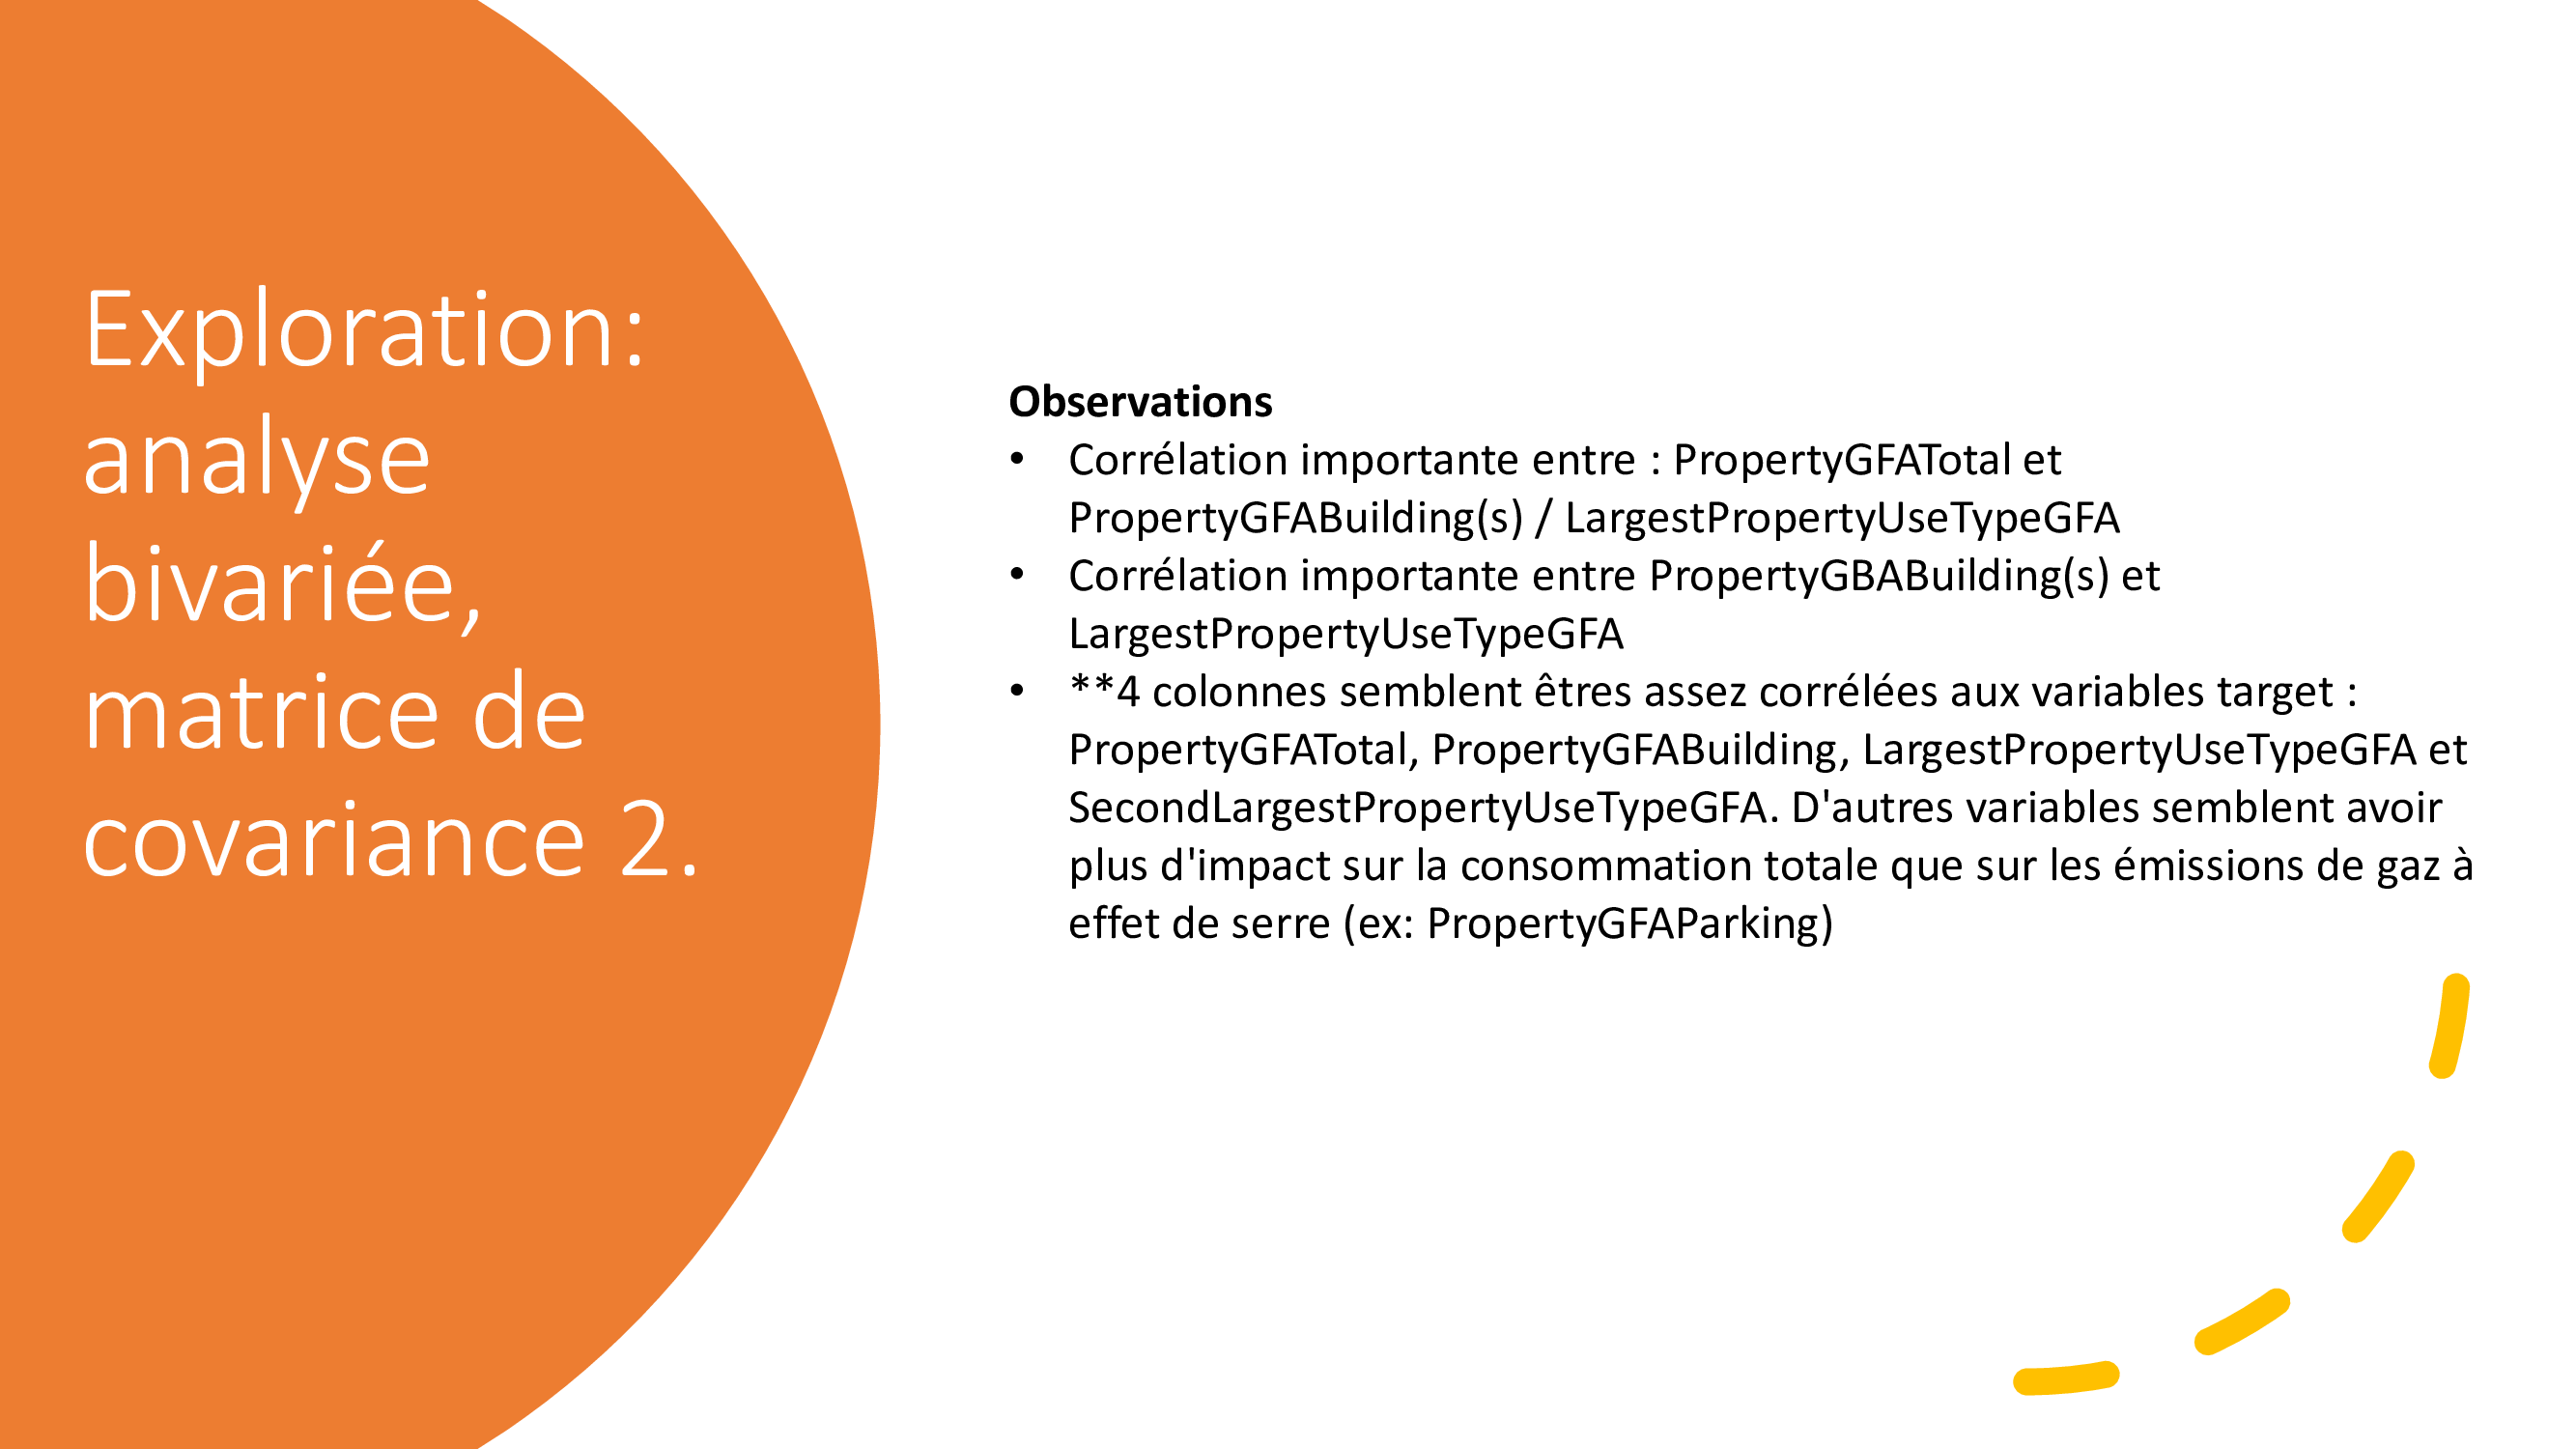 Exploration:
analyse
bivariée,
matrice de
covariance 2.
Observations
• Corrélation importante entre : PropertyGFATotal et
PropertyGFABuilding(s) / LargestPropertyUseTypeGFA
• Corrélation importante entre PropertyGBABuilding(s) et
LargestPropertyUseTypeGFA
• **4 colonnes semblent êtres assez corrélées aux variables target :
PropertyGFATotal, PropertyGFABuilding, LargestPropertyUseTypeGFA et
SecondLargestPropertyUseTypeGFA. D'autres variables semblent avoir
plus d'impact sur la consommation totale que sur les émissions de gaz à
effet de serre (ex: PropertyGFAParking)